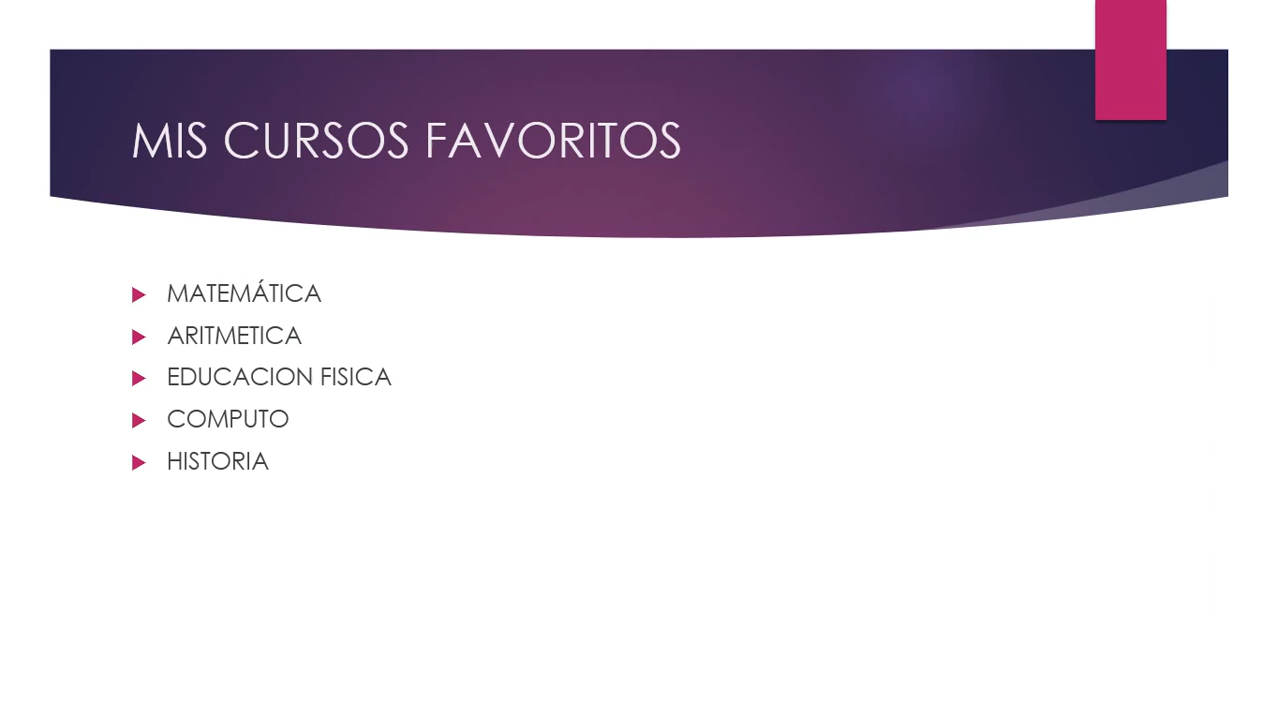 MIS CURSOS FAVORITOS
MATEMÁTICA
ARITMETICA
EDUCACION FISICA
COMPUTO
HISTORIA